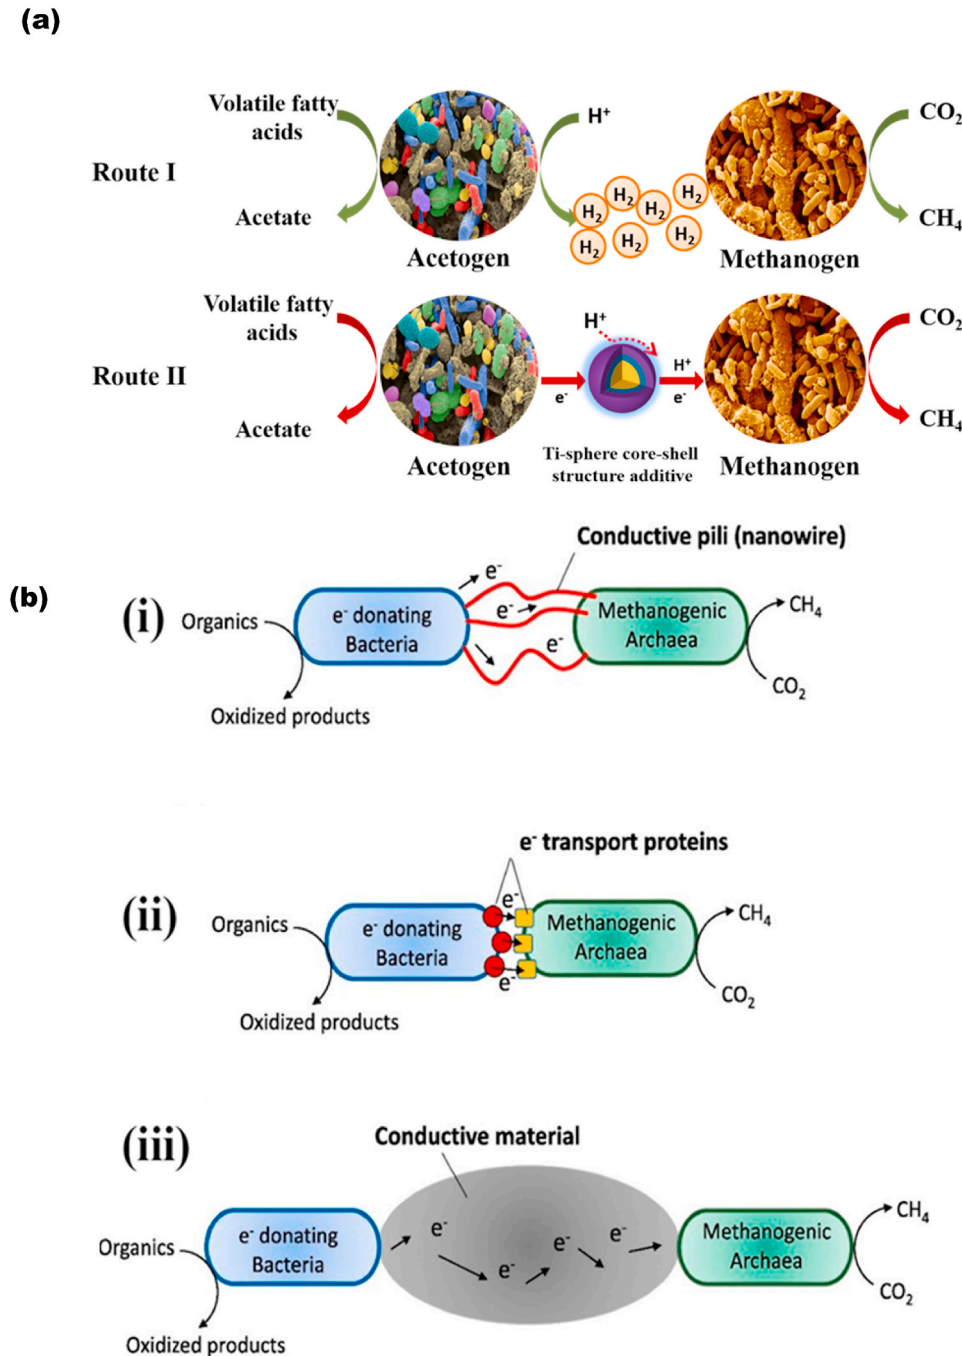 (a)
Volatile fatty
acids
H⁺
CO₂
Route I
H₂ H₂ H₂ H₂ H₂ H₂ H₂
Acetate
CH₄
Acetogen
Methanogen
Volatile fatty
acids
H⁺
CO₂
Route II
e⁻
H⁺
e⁻
Acetate
CH₄
Acetogen
Ti-sphere core-shell
structure additive
Methanogen
(b)
Conductive pili (nanowire)
(i)
Organics
e⁻ donating
Bacteria
e⁻
e⁻
e⁻
Methanogenic
Archaea
CH₄
CO₂
Oxidized products
e⁻ transport proteins
(ii)
Organics
e⁻ donating
Bacteria
e⁻
e⁻
Methanogenic
Archaea
CH₄
CO₂
Oxidized products
(iii)
Conductive material
Organics
e⁻ donating
Bacteria
e⁻
e⁻
e⁻
e⁻
Methanogenic
Archaea
CH₄
CO₂
Oxidized products